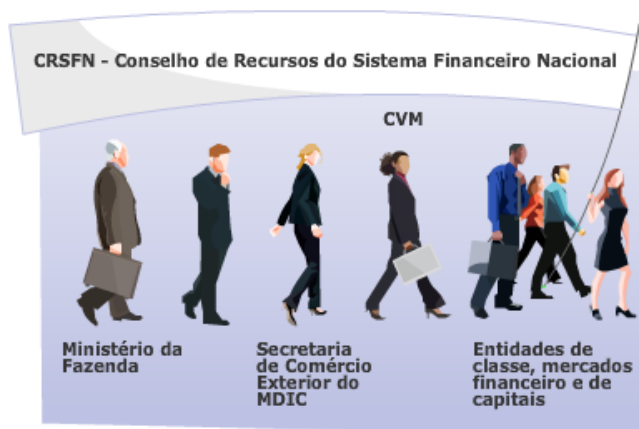 CRSFN - Conselho de Recursos do Sistema Financeiro Nacional
CVM
Ministério da
Fazenda
Secretaria
de Comércio
Exterior do
MDIC
Entidades de
classe, mercados
financeiro e de
capitais